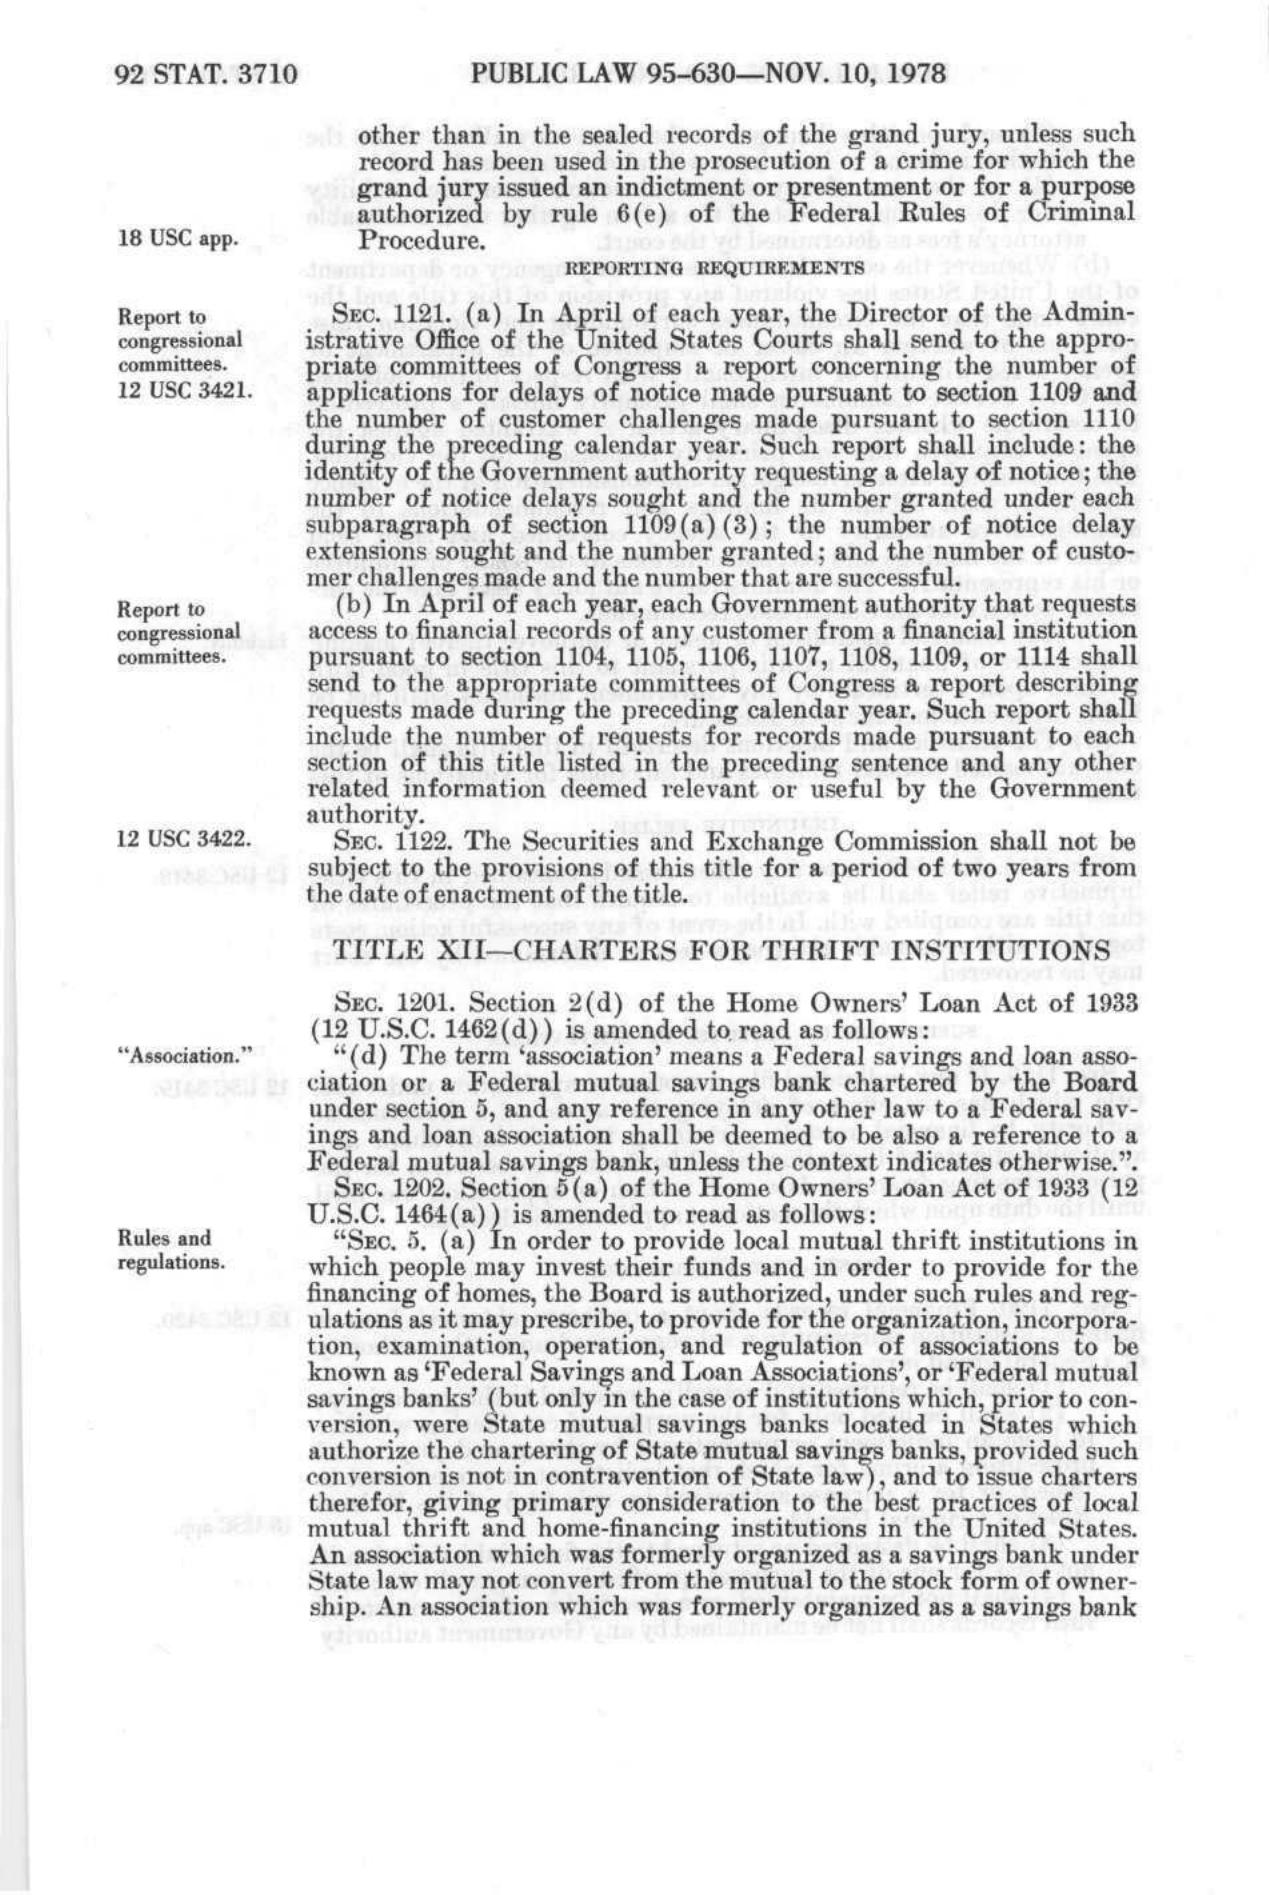 92 STAT. 3710 PUBLIC LAW 95-630—NOV. 10, 1978
other than in the sealed records of the grand jury, unless such
record has been used in the prosecution of a crime for which the
grand jury issued an indictment or presentment or for a purpose
authorized by rule 6(e) of the Federal Rules of Criminal
18 USC app.
Procedure.
REPORTING REQUIREMENTS
Report to
congressional
committees.
12 USC 3421.
SEC. 1121. (a) In April of each year, the Director of the Admin-
istrative Office of the United States Courts shall send to the appro-
priate committees of Congress a report concerning the number of
applications for delays of notice made pursuant to section 1109 and
the number of customer challenges made pursuant to section 1110
during the preceding calendar year. Such report shall include: the
identity of the Government authority requesting a delay of notice; the
number of notice delays sought and the number granted under each
subparagraph of section 1109(a)(3); the number of notice delay
extensions sought and the number granted; and the number of custo-
mer challenges made and the number that are successful.
Report to
congressional
committees.
(b) In April of each year, each Government authority that requests
access to financial records of any customer from a financial institution
pursuant to section 1104, 1105, 1106, 1107, 1108, 1109, or 1114 shall
send to the appropriate committees of Congress a report describing
requests made during the preceding calendar year. Such report shall
include the number of requests for records made pursuant to each
section of this title listed in the preceding sentence and any other
related information deemed relevant or useful by the Government
authority.
12 USC 3422.
SEC. 1122. The Securities and Exchange Commission shall not be
subject to the provisions of this title for a period of two years from
the date of enactment of the title.
TITLE XII—CHARTERS FOR THRIFT INSTITUTIONS
SEC. 1201. Section 2(d) of the Home Owners' Loan Act of 1933
(12 U.S.C. 1462(d)) is amended to read as follows:
"Association."
"(d) The term 'association' means a Federal savings and loan asso-
ciation or a Federal mutual savings bank chartered by the Board
under section 5, and any reference in any other law to a Federal sav-
ings and loan association shall be deemed to be also a reference to a
Federal mutual savings bank, unless the context indicates otherwise.".
SEC. 1202. Section 5(a) of the Home Owners' Loan Act of 1933 (12
U.S.C. 1464(a)) is amended to read as follows:
Rules and
regulations.
"SEC. 5. (a) In order to provide local mutual thrift institutions in
which people may invest their funds and in order to provide for the
financing of homes, the Board is authorized, under such rules and reg-
ulations as it may prescribe, to provide for the organization, incorpora-
tion, examination, operation, and regulation of associations to be
known as 'Federal Savings and Loan Associations', or 'Federal mutual
savings banks' (but only in the case of institutions which, prior to con-
version, were State mutual savings banks located in States which
authorize the chartering of State mutual savings banks, provided such
conversion is not in contravention of State law), and to issue charters
therefor, giving primary consideration to the best practices of local
mutual thrift and home-financing institutions in the United States.
An association which was formerly organized as a savings bank under
State law may not convert from the mutual to the stock form of owner-
ship. An association which was formerly organized as a savings bank